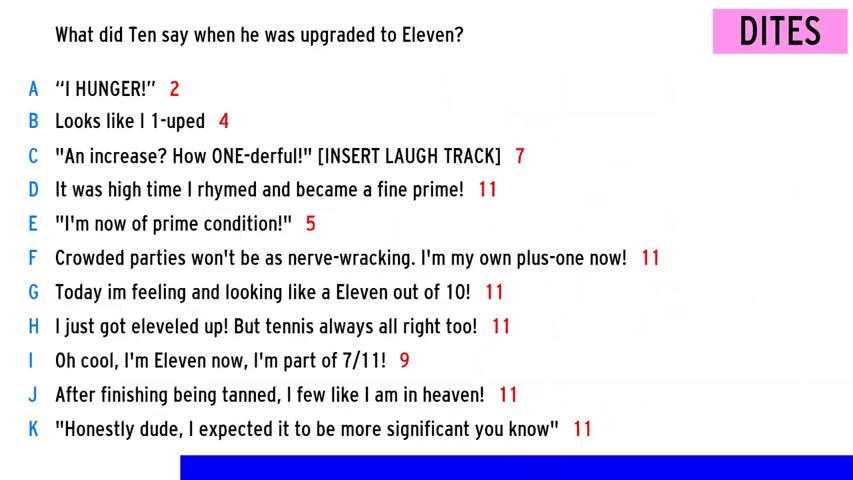 What did Ten say when he was upgraded to Eleven?
DITES
A “I HUNGER!” 2
B Looks like I 1-uped 4
C "An increase? How ONE-derful!" [INSERT LAUGH TRACK] 7
D It was high time I rhymed and became a fine prime! 11
E "I'm now of prime condition!" 5
F Crowded parties won't be as nerve-wracking. I'm my own plus-one now! 11
G Today im feeling and looking like a Eleven out of 10! 11
H I just got eleveled up! But tennis always all right too! 11
I Oh cool, I'm Eleven now, I'm part of 7/11! 9
J After finishing being tanned, I few like I am in heaven! 11
K "Honestly dude, I expected it to be more significant you know" 11